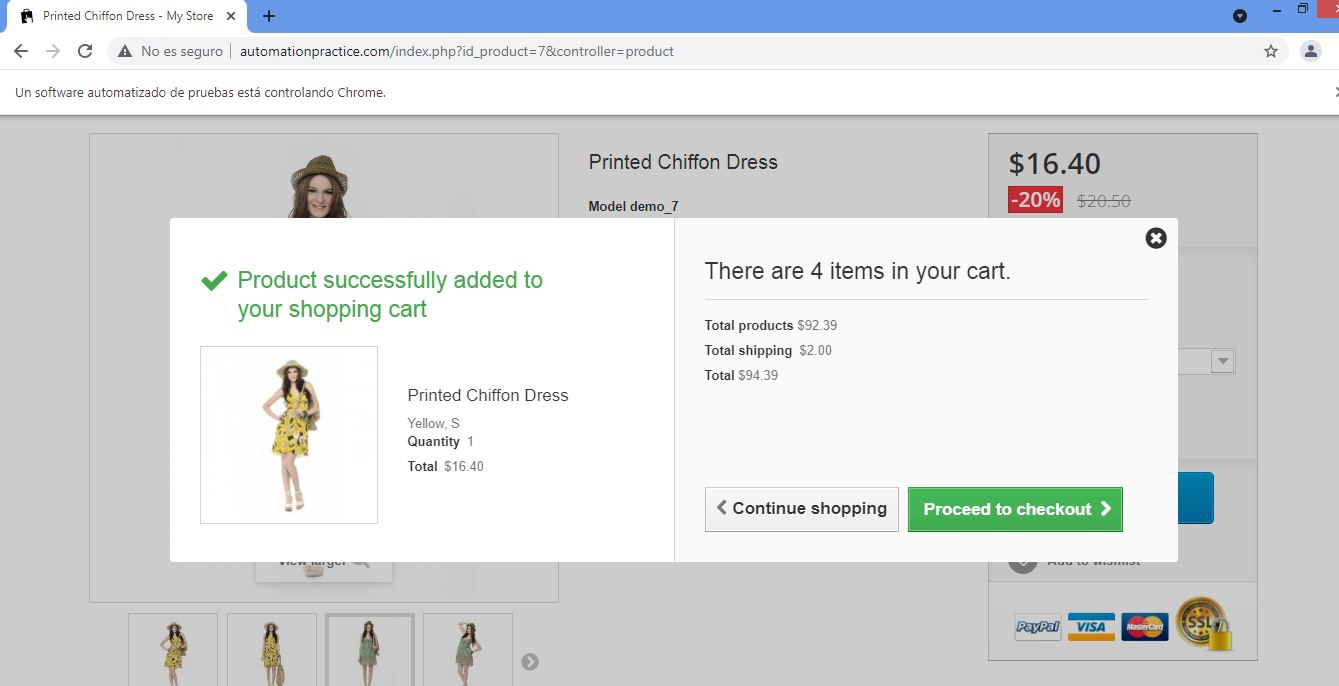 Printed Chiffon Dress - My Store
No es seguro
automationpractice.com/index.php?id_product=7&controller=product
Un software automatizado de pruebas está controlando Chrome.
Printed Chiffon Dress
Model demo_7
$16.40
-20% $20.50
Product successfully added to
your shopping cart
Printed Chiffon Dress
Yellow, S
Quantity 1
Total $16.40
There are 4 items in your cart.
Total products $92.39
Total shipping $2.00
Total $94.39
Continue shopping
Proceed to checkout
View larger
Add to wishlist
PayPal
VISA
MasterCard
SSL